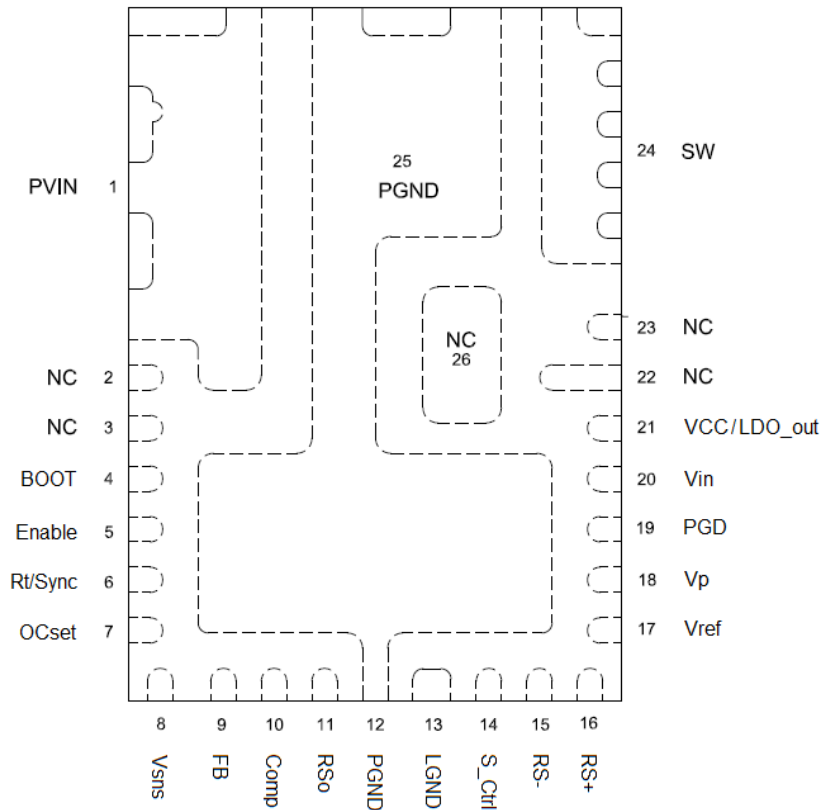 25
PGND
24 SW
PVIN 1
NC
26
23 NC
NC 2
22 NC
NC 3
21 VCC/LDO_out
BOOT 4
20 Vin
Enable 5
19 PGD
Rt/Sync 6
18 Vp
OCset 7
17 Vref
8 9 10 11 12 13 14 15 16
Vsns FB Comp RSo PGND LGND S_Ctrl RS- RS+